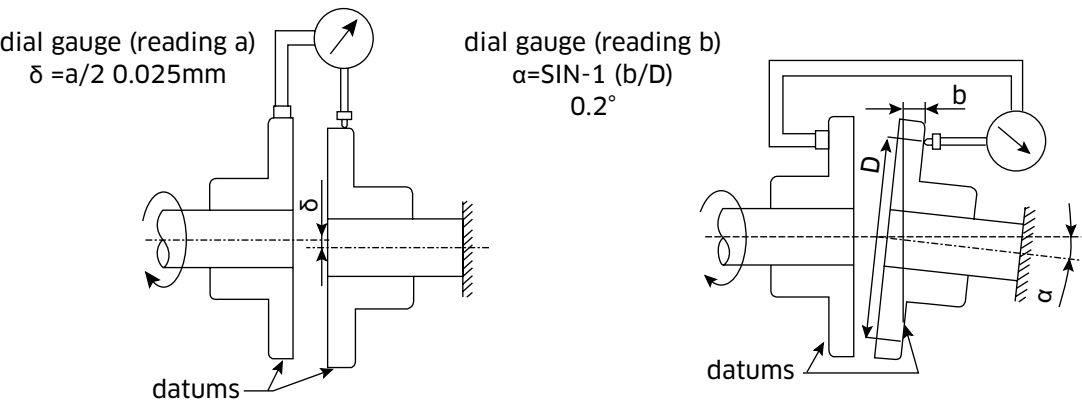 dial gauge (reading a)
δ =a/2 0.025mm
δ
datums
dial gauge (reading b)
α=SIN-1 (b/D)
0.2°
b
D
α
datums